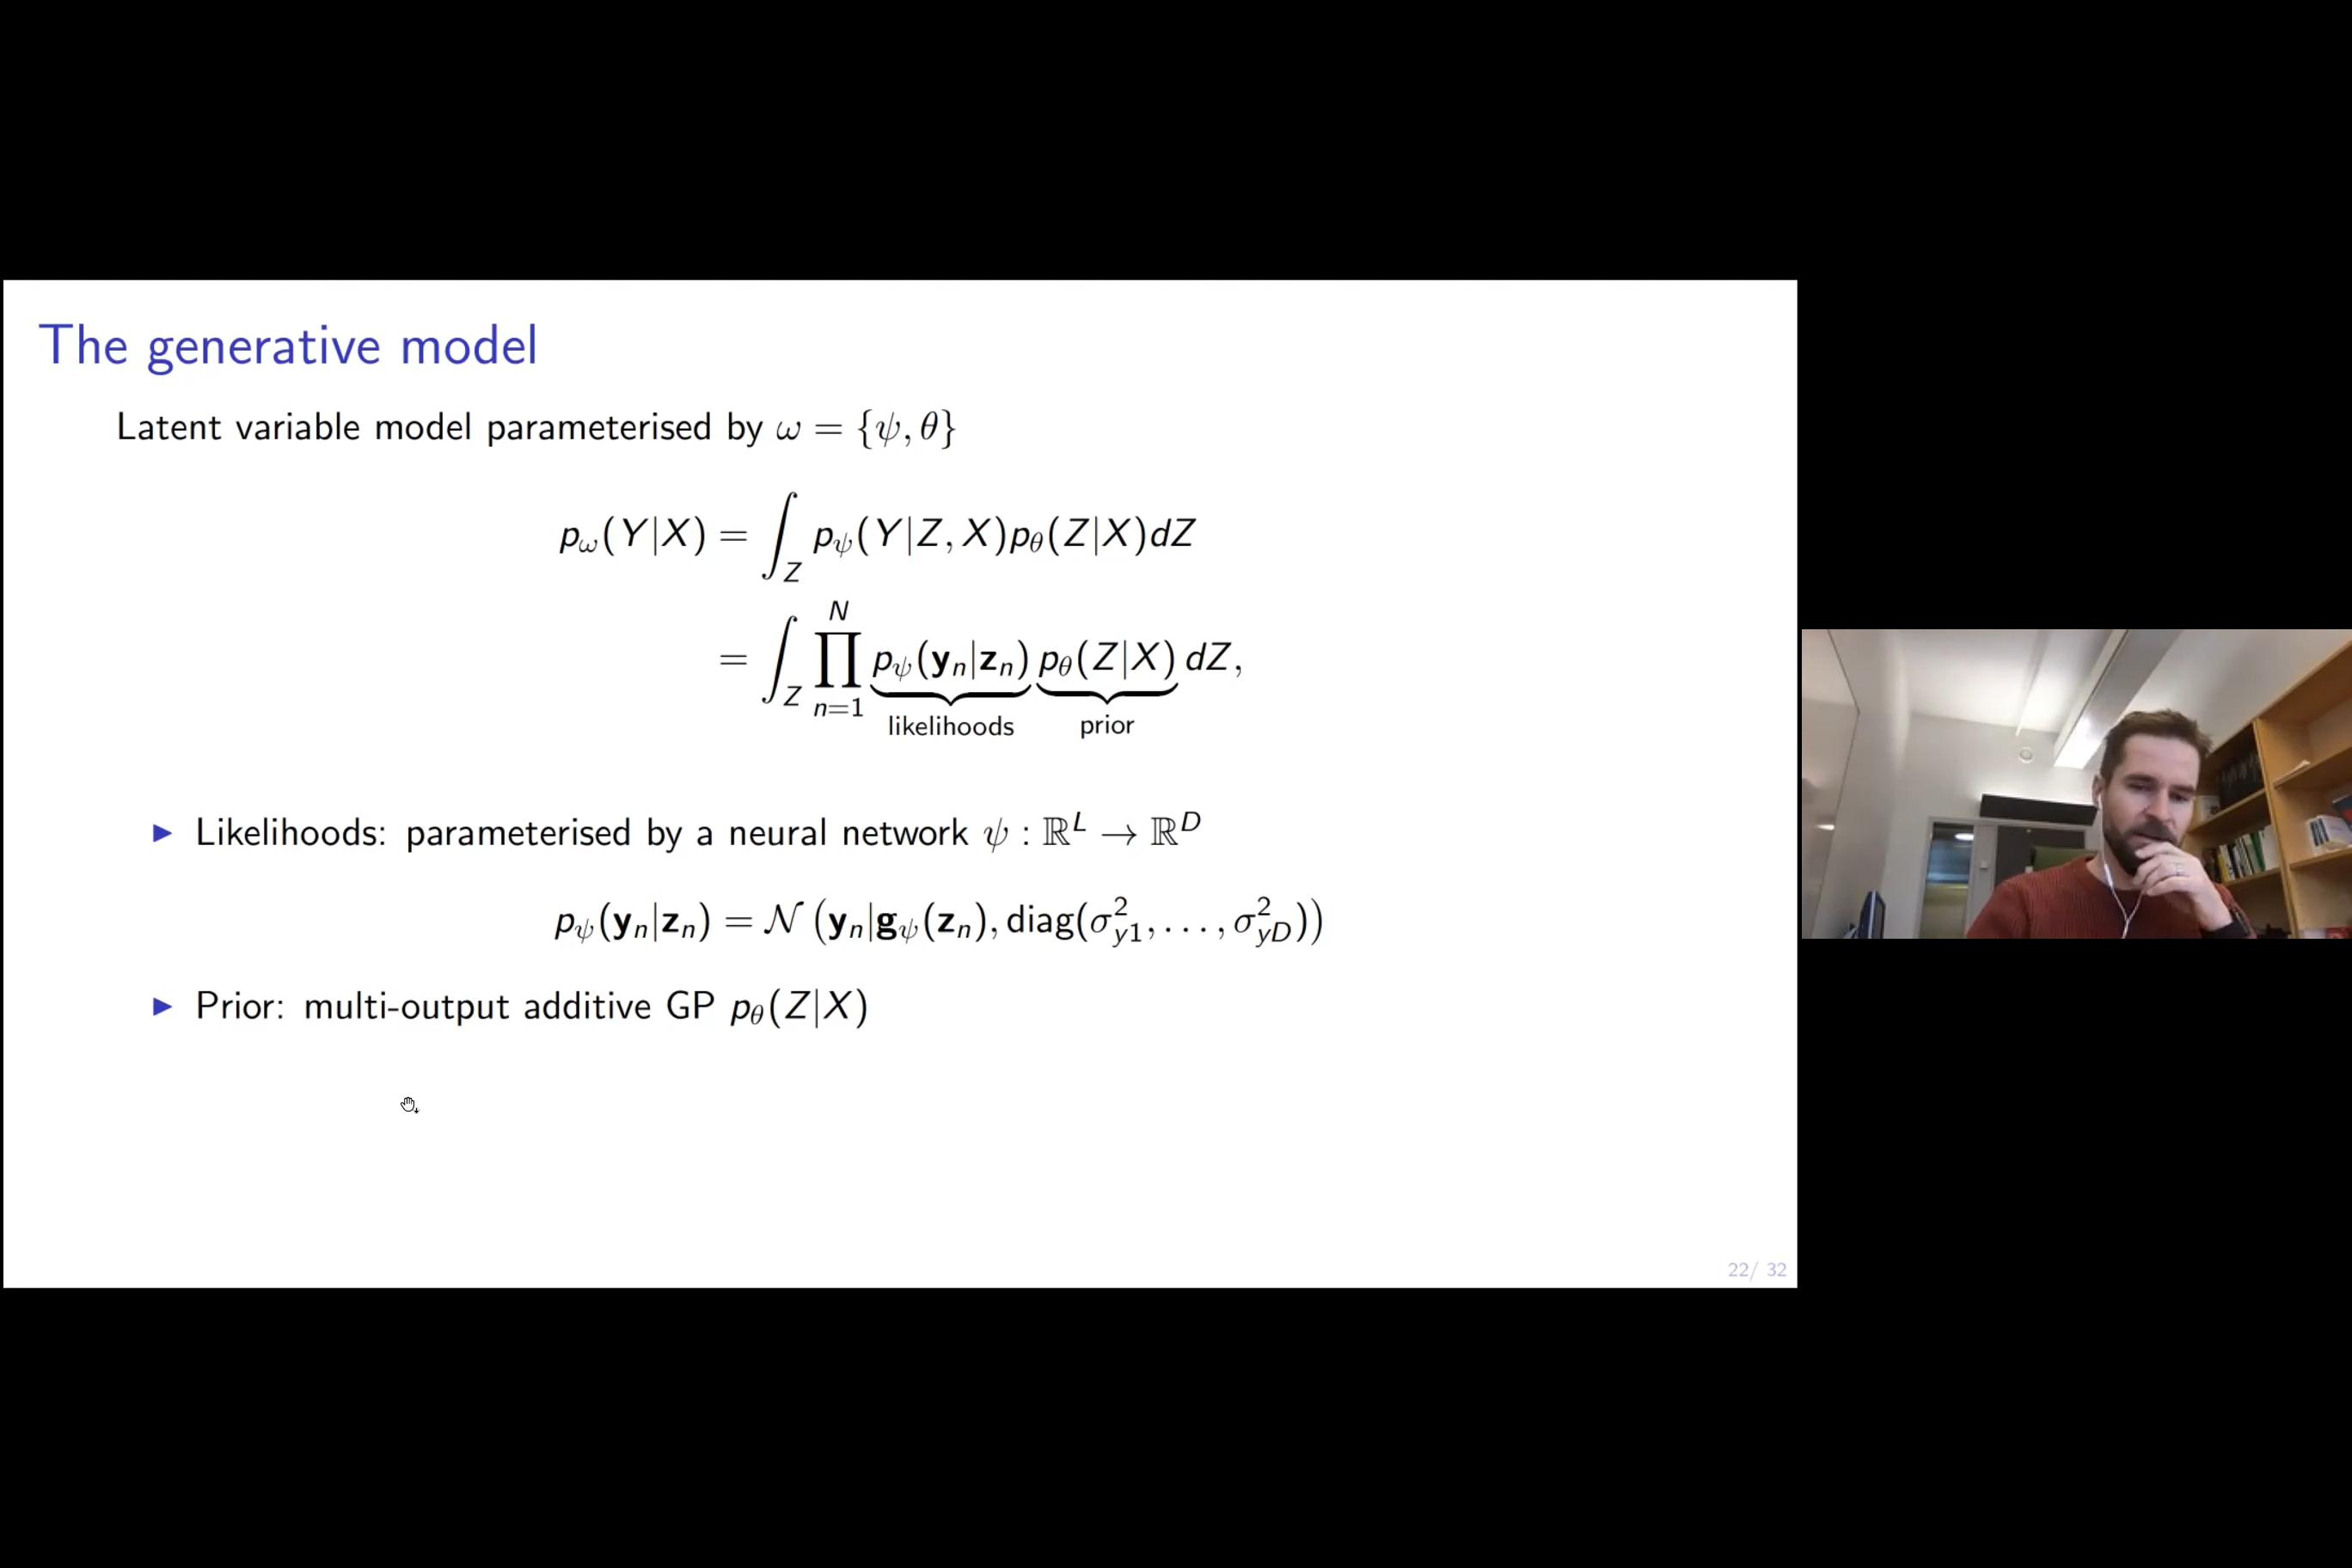 The generative model
Latent variable model parameterised by ω = {ψ, θ}
p_ω(Y|X) = ∫_Z p_ψ(Y|Z, X)p_θ(Z|X)dZ
= ∫_Z ∏_{n=1}^{N} p_ψ(y_n|z_n) p_θ(Z|X) dZ,
likelihoods prior
▶ Likelihoods: parameterised by a neural network ψ : ℝ^L → ℝ^D
p_ψ(y_n|z_n) = 𝒩 (y_n|g_ψ(z_n), diag(σ²_{y1}, . . . , σ²_{yD}))
▶ Prior: multi-output additive GP p_θ(Z|X)
22/ 32